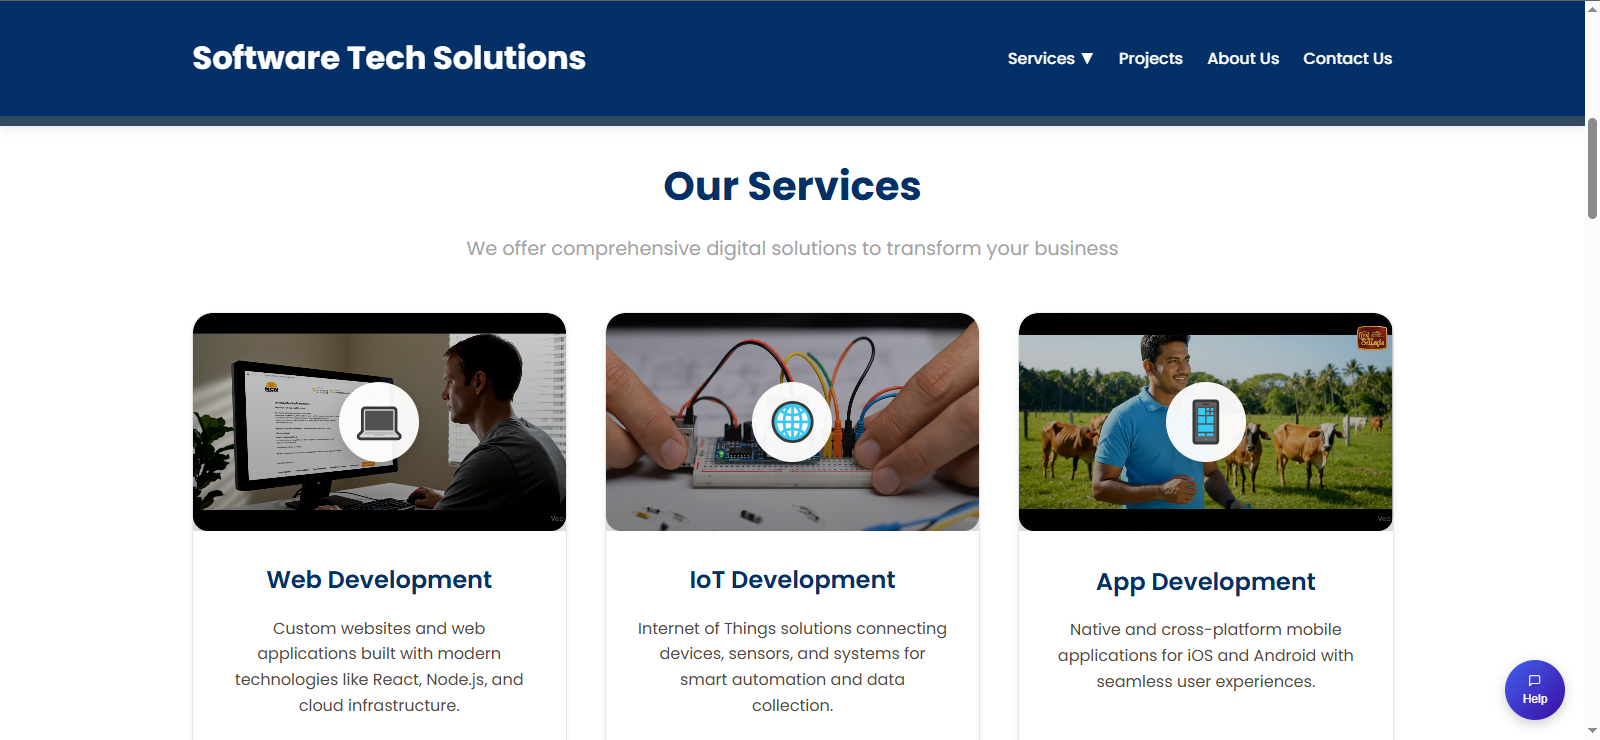 Software Tech Solutions
Services ▼
Projects
About Us
Contact Us
Our Services
We offer comprehensive digital solutions to transform your business
Veo
Web Development
Custom websites and web
applications built with modern
technologies like React, Node.js, and
cloud infrastructure.
IoT Development
Internet of Things solutions connecting
devices, sensors, and systems for
smart automation and data
collection.
Veo
App Development
Native and cross-platform mobile
applications for iOS and Android with
seamless user experiences.
Help